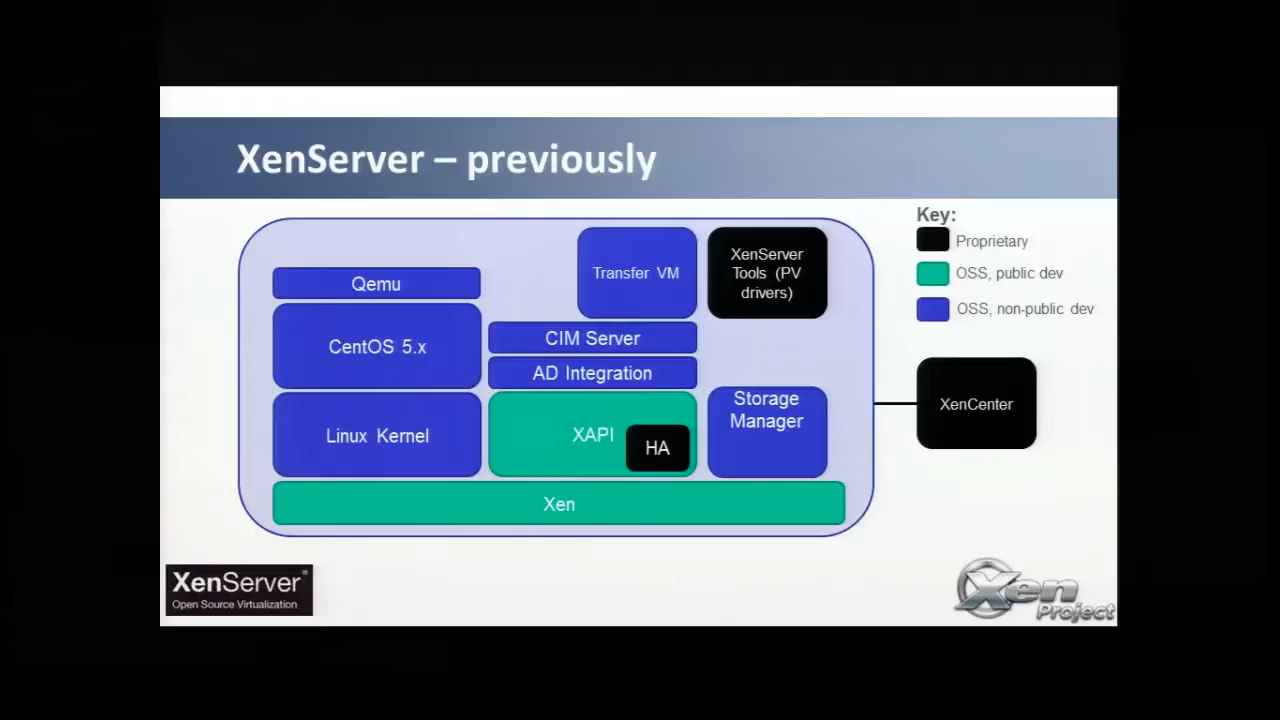 XenServer – previously
Key:
Proprietary
OSS, public dev
OSS, non-public dev
Qemu
CentOS 5.x
Linux Kernel
Transfer VM
XenServer
Tools (PV
drivers)
CIM Server
AD Integration
XAPI
HA
Storage
Manager
Xen
XenCenter
XenServer®
Open Source Virtualization
Xen
Project